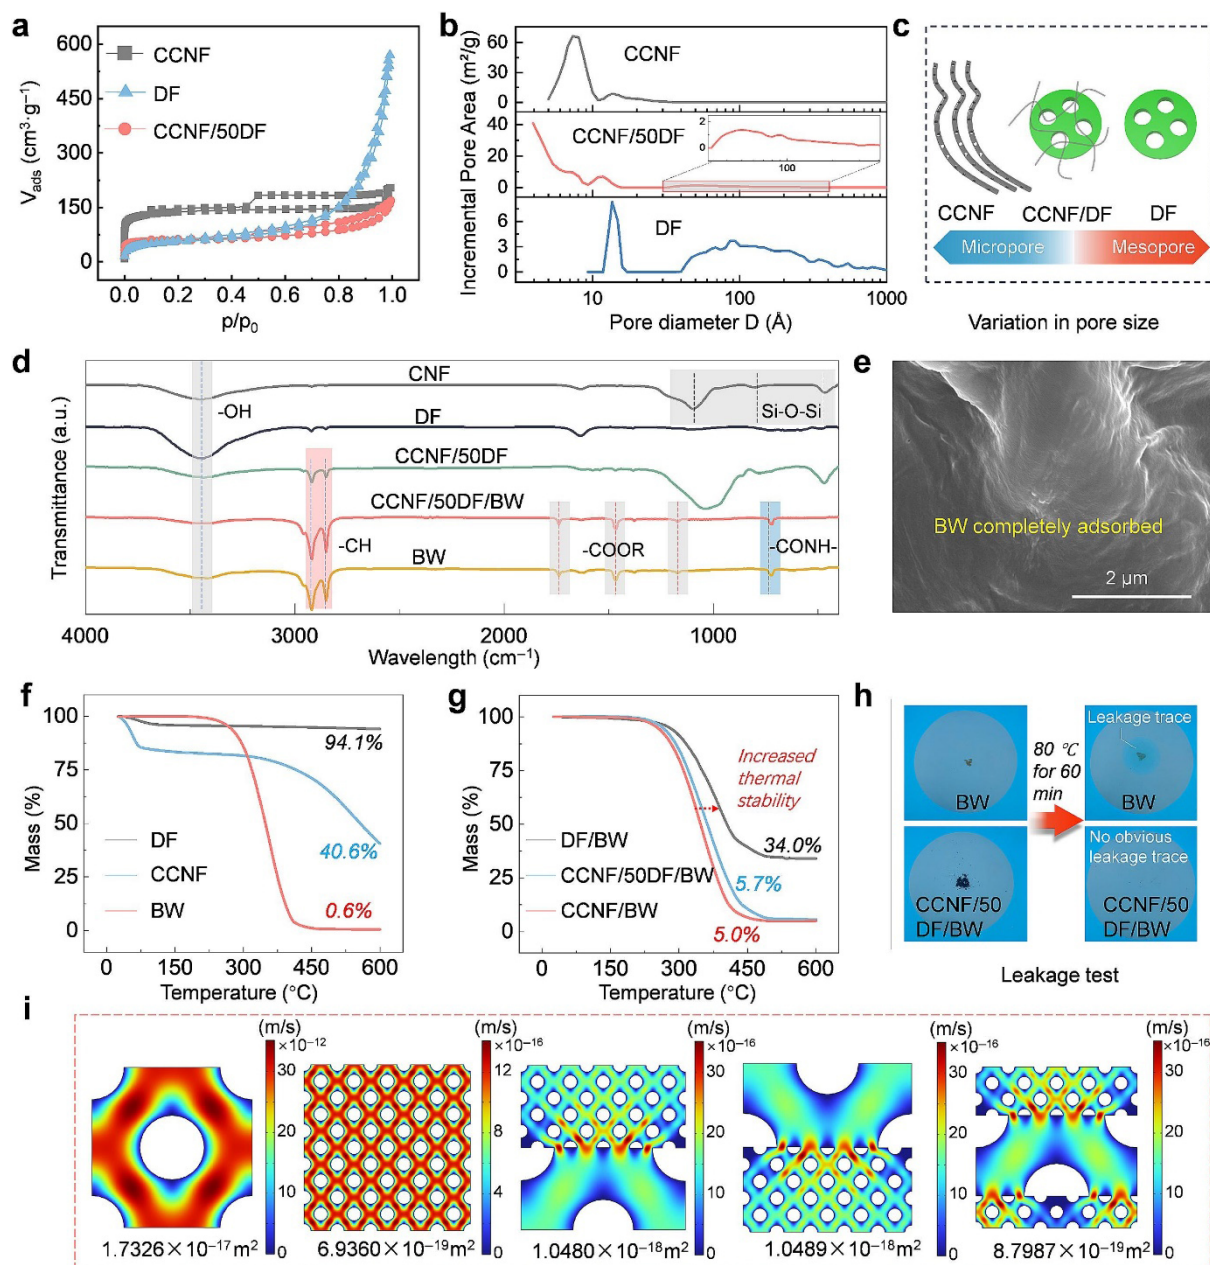 a
V_ads (cm³·g⁻¹)
600
450
300
150
0
CCNF
DF
CCNF/50DF
0.0 0.2 0.4 0.6 0.8 1.0
p/p₀
b
Incremental Pore Area (m²/g)
60
30
0
CCNF
40
20
0
CCNF/50DF
2
0
100
6
3
0
DF
10 100 1000
Pore diameter D (Å)
c
CCNF CCNF/DF DF
Micropore Mesopore
Variation in pore size
d
Transmittance (a.u.)
CNF
-OH
Si-O-Si
DF
CCNF/50DF
CCNF/50DF/BW
-CH
-COOR
-CONH-
BW
4000 3000 2000 1000
Wavelength (cm⁻¹)
e
BW completely adsorbed
2 μm
f
Mass (%)
100
75
50
25
0
94.1%
DF
CCNF
BW
40.6%
0.6%
0 150 300 450 600
Temperature (°C)
g
Mass (%)
100
75
50
25
0
Increased
thermal
stability
DF/BW
CCNF/50DF/BW
CCNF/BW
34.0%
5.7%
5.0%
0 150 300 450 600
Temperature (°C)
h
BW
80 °C
for 60
min
Leakage trace
BW
CCNF/50
DF/BW
No obvious
leakage trace
CCNF/50
DF/BW
Leakage test
i
(m/s)
×10⁻¹²
30
20
10
0
1.7326×10⁻¹⁷m²
(m/s)
×10⁻¹⁶
12
10
8
6
4
2
0
6.9360×10⁻¹⁹m²
(m/s)
×10⁻¹⁶
30
20
10
0
1.0480×10⁻¹⁸m²
(m/s)
×10⁻¹⁶
30
20
10
0
1.0489×10⁻¹⁸m²
(m/s)
×10⁻¹⁶
30
20
10
0
8.7987×10⁻¹⁹m²